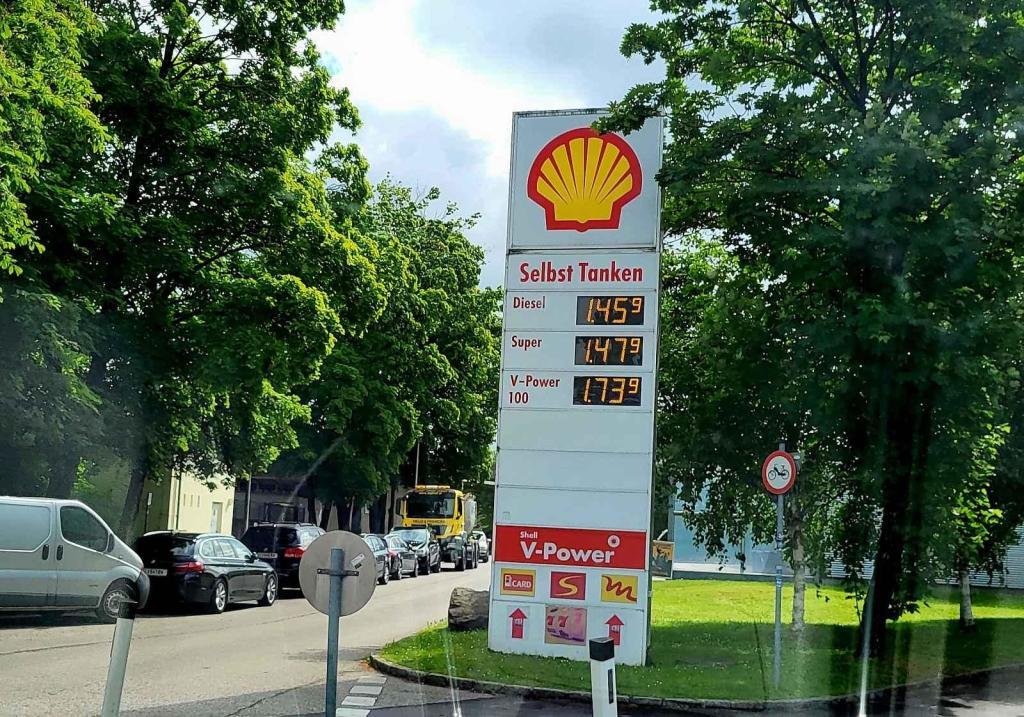 Selbst Tanken
Diesel 1.45⁹
Super 1.47⁹
V-Power 100 1.73⁹
Shell
V-Power
CARD